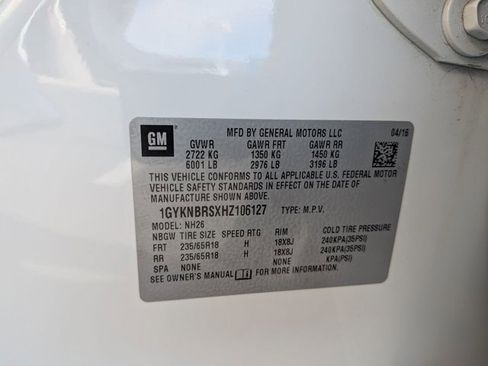 GM
MFD BY GENERAL MOTORS LLC 04/16
GVWR GAWR FRT GAWR RR
2722 KG 1350 KG 1450 KG
6001 LB 2976 LB 3196 LB
THIS VEHICLE CONFORMS TO ALL APPLICABLE U.S. FEDERAL MOTOR
VEHICLE SAFETY STANDARDS IN EFFECT ON THE DATE OF
MANUFACTURE SHOWN ABOVE.
1GYKNBRSXHZ106127 TYPE: M.P.V.
MODEL: NH26
NBGW TIRE SIZE SPEED RTG RIM COLD TIRE PRESSURE
FRT 235/65R18 H 18X8J 240KPA(35PSI)
RR 235/65R18 H 18X8J 240KPA(35PSI)
SPA NONE NONE KPA(PSI)
SEE OWNER'S MANUAL FOR MORE INFORMATION.